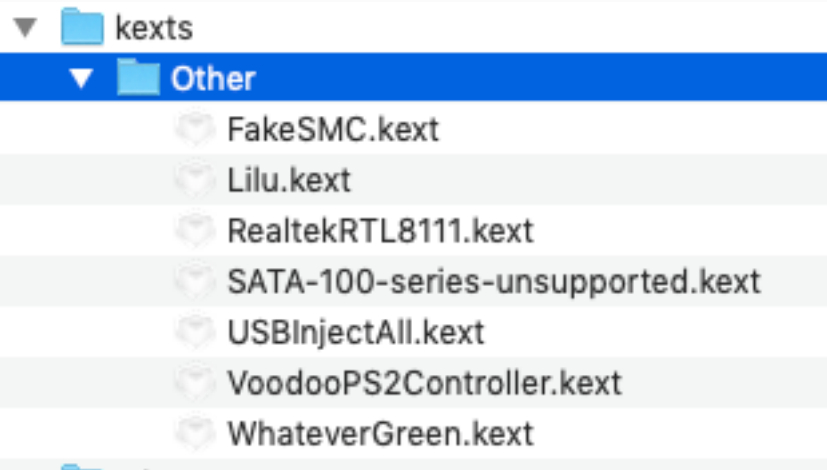 kexts
Other
FakeSMC.kext
Lilu.kext
RealtekRTL8111.kext
SATA-100-series-unsupported.kext
USBInjectAll.kext
VoodooPS2Controller.kext
WhateverGreen.kext